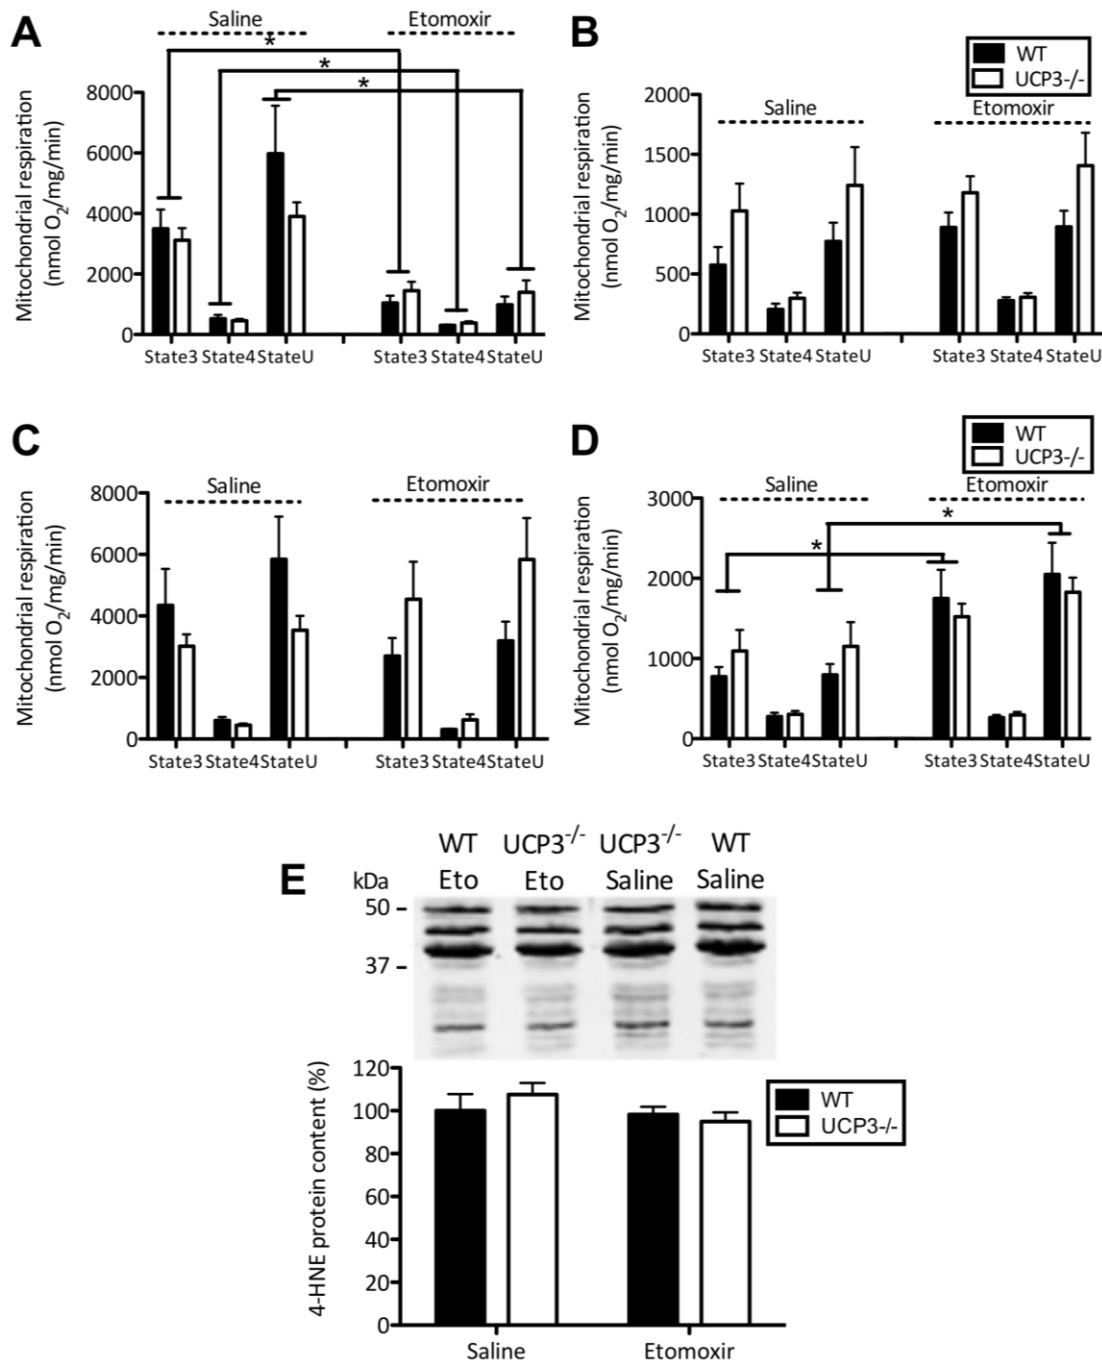 A
Saline
Etomoxir
*
*
*
Mitochondrial respiration
(nmol O2/mg/min)
8000
6000
4000
2000
0
State3 State4 StateU
State3 State4 StateU
B
WT
UCP3-/-
Saline
Etomoxir
Mitochondrial respiration
(nmol O2/mg/min)
2000
1500
1000
500
0
State3 State4 StateU
State3 State4 StateU
C
Saline
Etomoxir
Mitochondrial respiration
(nmol O2/mg/min)
8000
6000
4000
2000
0
State3 State4 StateU
State3 State4 StateU
D
WT
UCP3-/-
Saline
Etomoxir
*
*
Mitochondrial respiration
(nmol O2/mg/min)
3000
2000
1000
0
State3 State4 StateU
State3 State4 StateU
E
WT UCP3-/- UCP3-/- WT
kDa Eto Eto Saline Saline
50 -
37 -
4-HNE protein content (%)
120
100
80
60
40
20
0
Saline
Etomoxir
WT
UCP3-/-